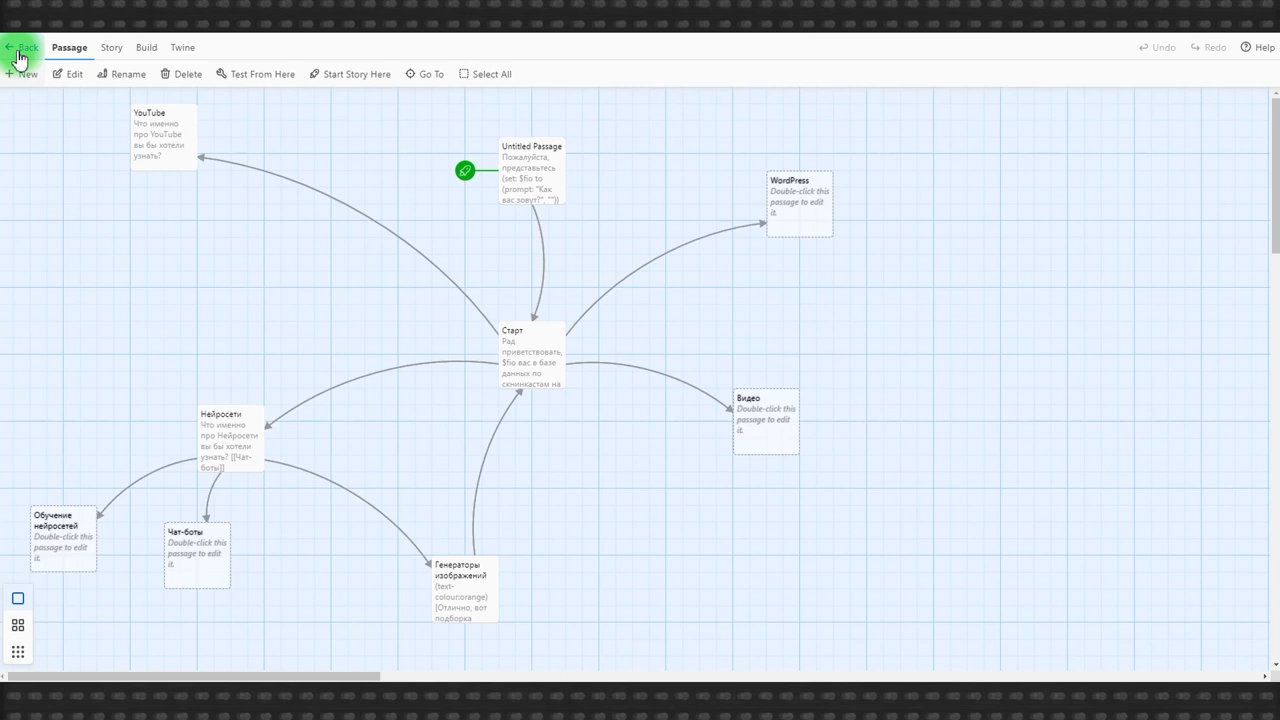 Back Passage Story Build Twine Undo Redo Help
New Edit Rename Delete Test From Here Start Story Here Go To Select All
YouTube
Что именно
про YouTube
вы бы хотели
узнать?
Untitled Passage
Пожалуйста,
представьтесь
(set: $fio to
(prompt: "Как
вас зовут?", ""))
WordPress
Double-click this
passage to edit
it.
Старт
Рад
приветствовать,
$fio вас в базе
данных по
скнинкастам на
Видео
Double-click this
passage to edit
it.
Нейросети
Что именно
про Нейросети
вы бы хотели
узнать? [[Чат-
боты]]
Обучение
нейросетей
Double-click this
passage to edit
it.
Чат-боты
Double-click this
passage to edit
it.
Генераторы
изображений
(text-
colour:orange)
[Отлично, вот
подборка